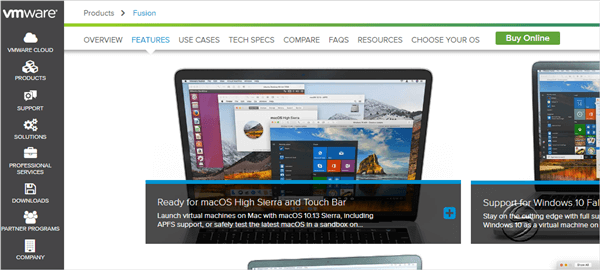 vmware
Products > Fusion
OVERVIEW FEATURES USE CASES TECH SPECS COMPARE FAQS RESOURCES CHOOSE YOUR OS Buy Online
VMWARE CLOUD
PRODUCTS
SUPPORT
SOLUTIONS
PROFESSIONAL
SERVICES
DOWNLOADS
PARTNER PROGRAMS
COMPANY
macOS High Sierra
Ready for macOS High Sierra and Touch Bar
Launch virtual machines on Mac with macOS 10.13 Sierra, including
APFS support, or safely test the latest macOS in a sandbox on...
Support for Windows 10 Fal
Stay on the cutting edge with full su
Windows 10 as a virtual machine on